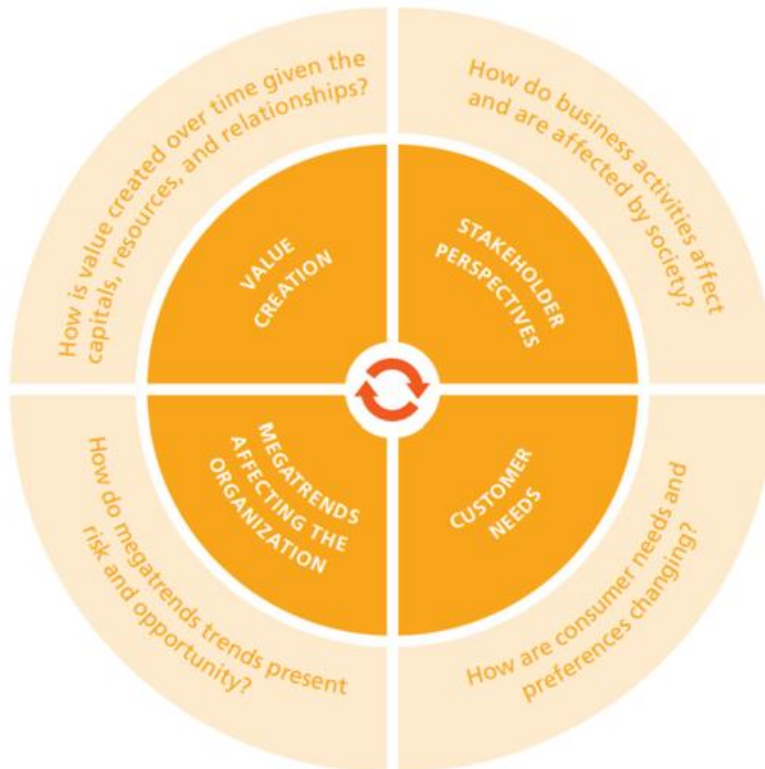 How is value created over time given the
capitals, resources, and relationships?
How do business activities affect
and are affected by society?
VALUE
CREATION
STAKEHOLDER
PERSPECTIVES
MEGATRENDS
AFFECTING THE
ORGANIZATION
CUSTOMER
NEEDS
How do megatrends trends present
risk and opportunity?
How are consumer needs and
preferences changing?